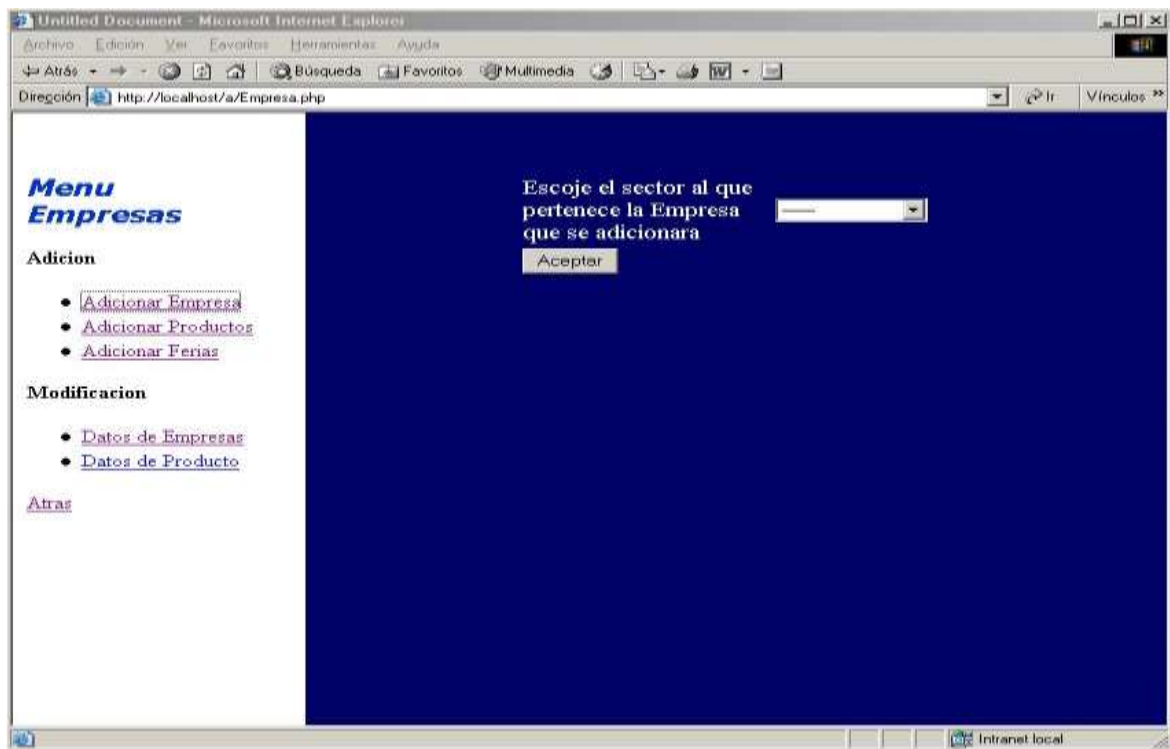 Untitled Document - Microsoft Internet Explorer
Archivo Edición Ver Favoritos Herramientas Ayuda
Atrás Búsqueda Favoritos Multimedia
Dirección http://localhost/a/Empresa.php Ir Vínculos »
Menu
Empresas
Adicion
Adicionar Empresa
Adicionar Productos
Adicionar Ferias
Modificacion
Datos de Empresas
Datos de Producto
Atras
Escoje el sector al que
pertenece la Empresa
que se adicionara
Aceptar
Intranet local